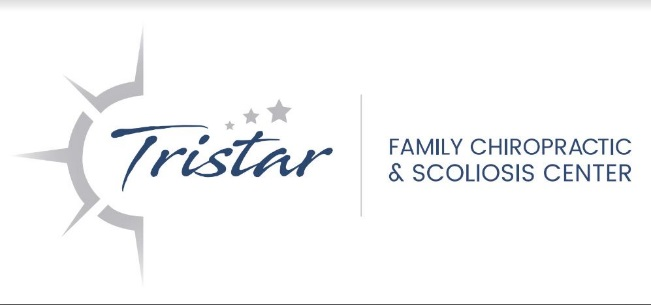 Tristar
FAMILY CHIROPRACTIC
& SCOLIOSIS CENTER